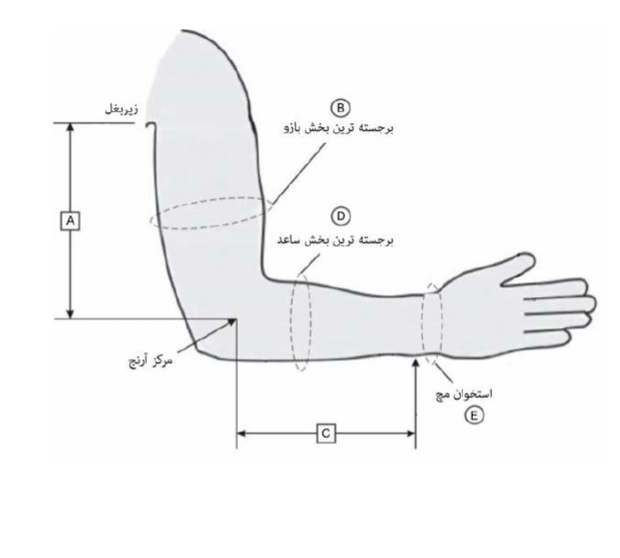 زیربغل
B
برجسته ترین بخش بازو
A
D
برجسته ترین بخش ساعد
مرکز آرنج
استخوان مچ
E
C